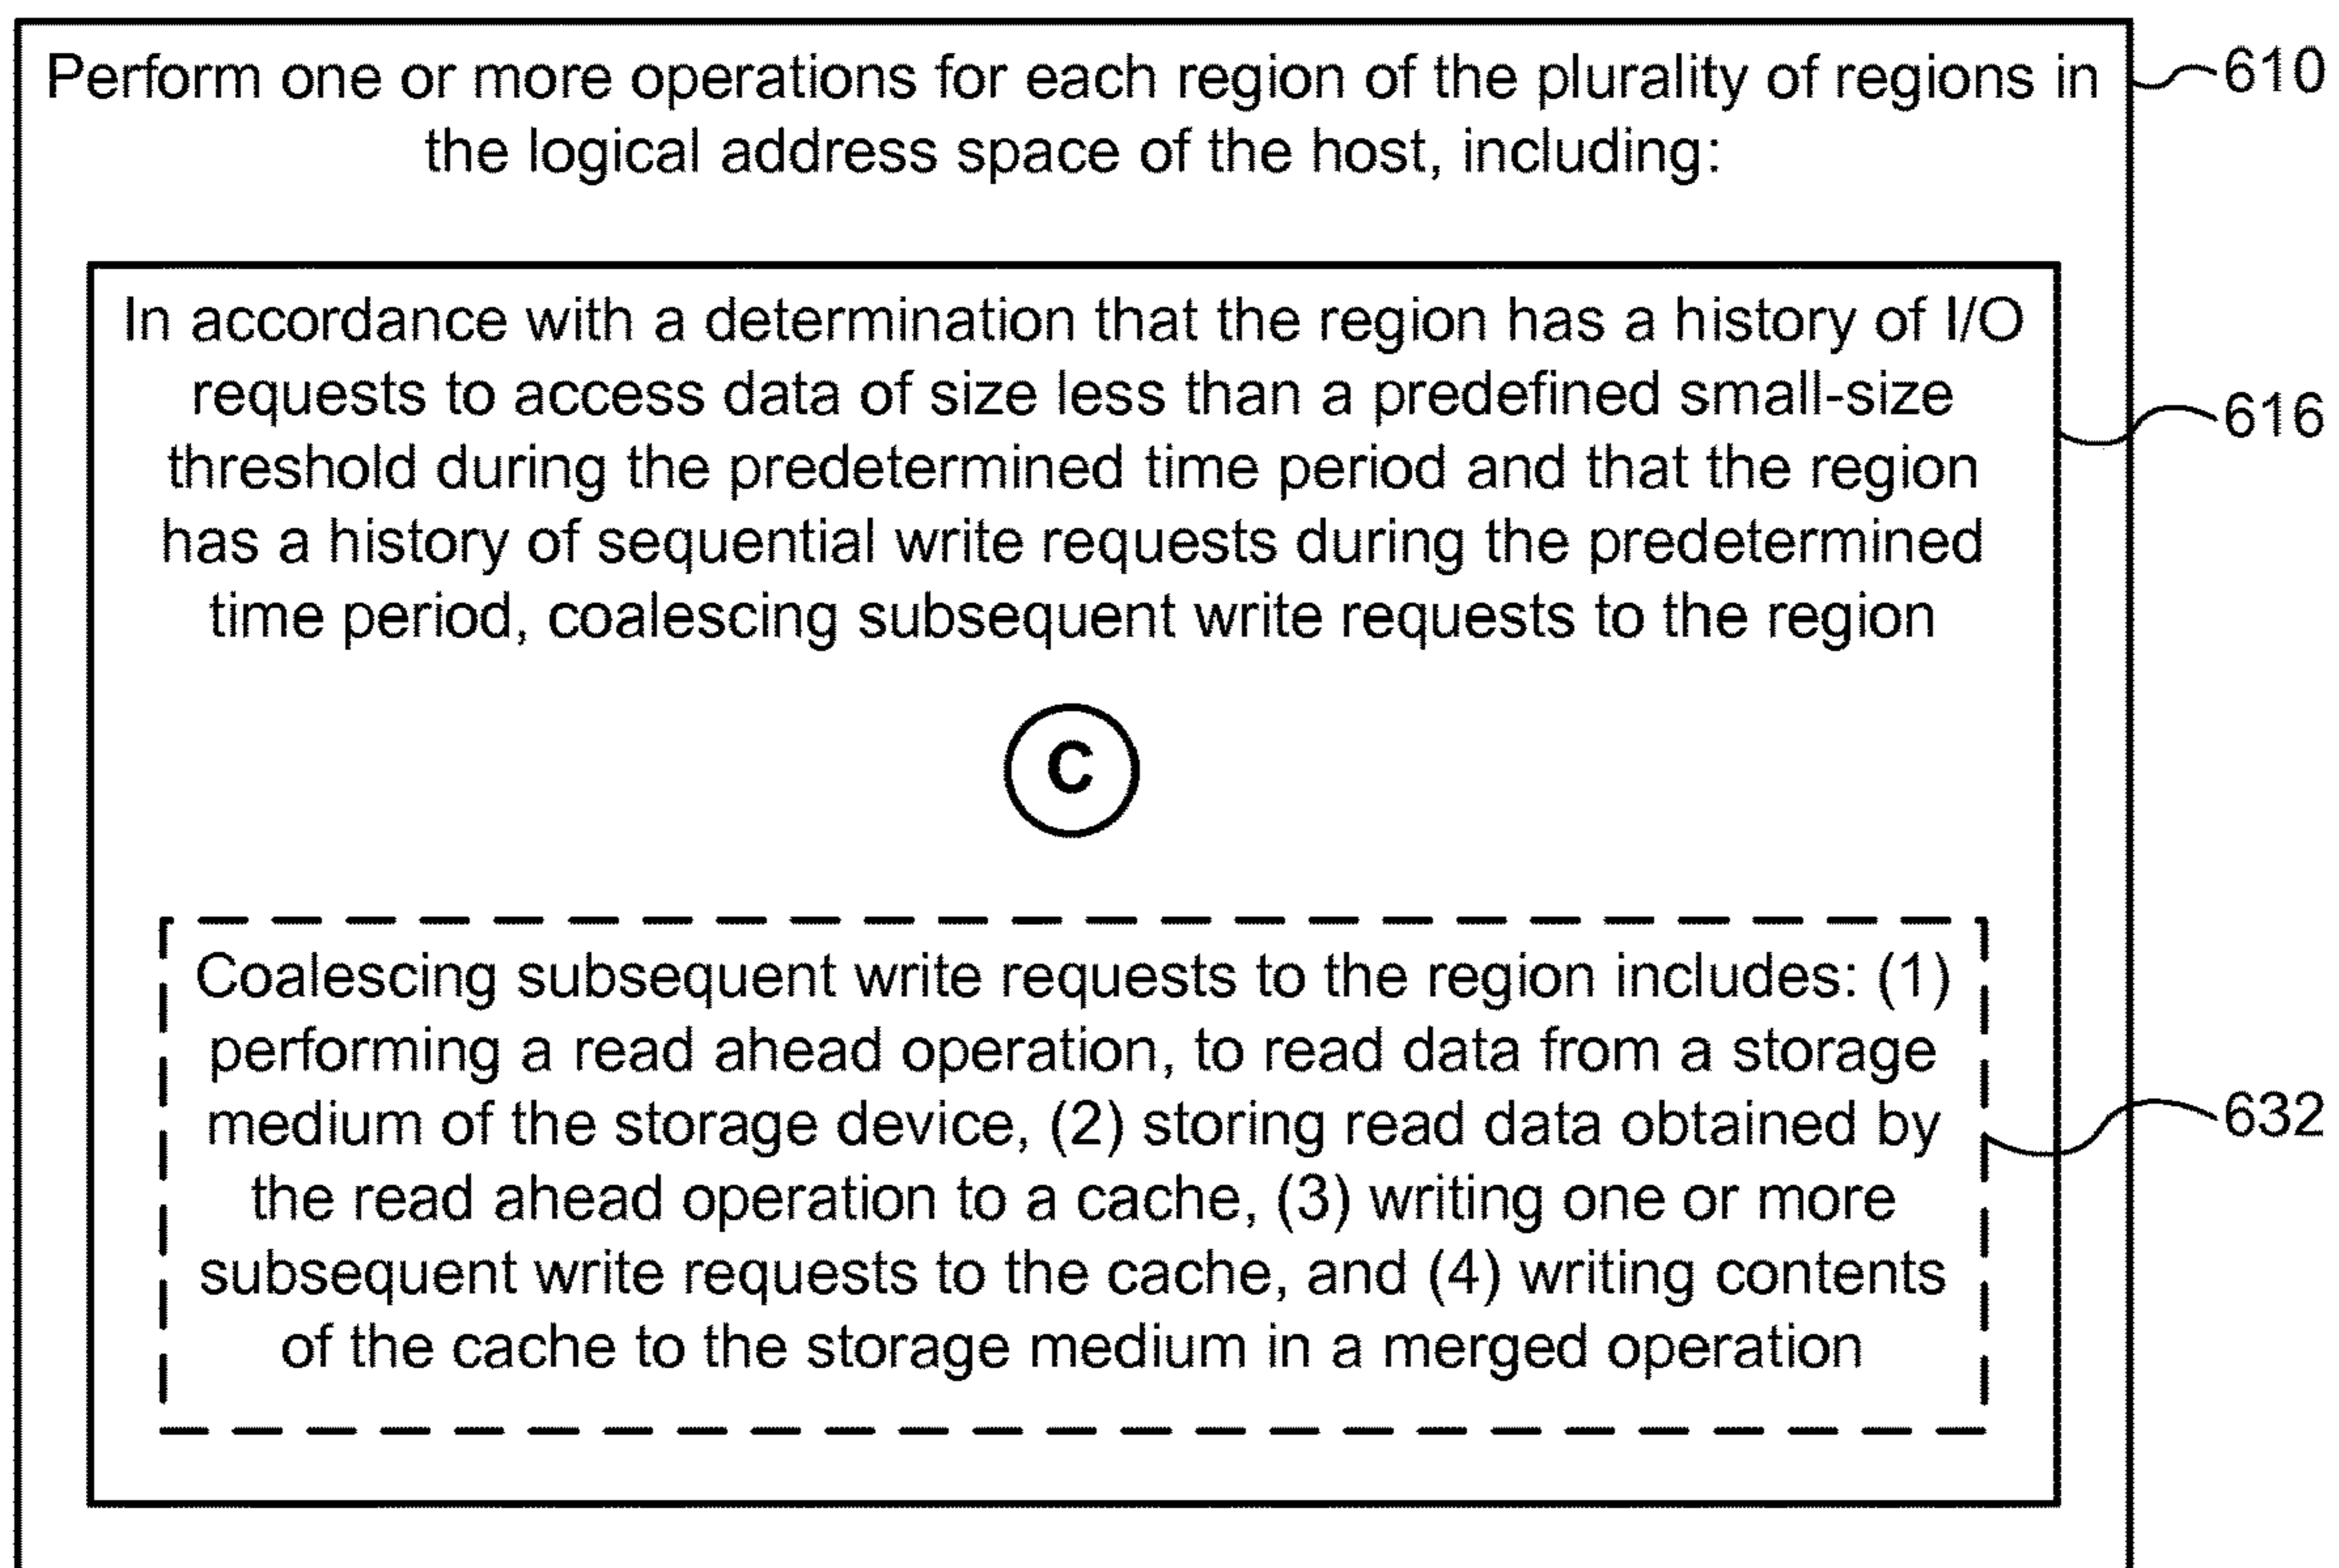 Perform one or more operations for each region of the plurality of regions in
the logical address space of the host, including:
610
In accordance with a determination that the region has a history of I/O
requests to access data of size less than a predefined small-size
threshold during the predetermined time period and that the region
has a history of sequential write requests during the predetermined
time period, coalescing subsequent write requests to the region
616
C
Coalescing subsequent write requests to the region includes: (1)
performing a read ahead operation, to read data from a storage
medium of the storage device, (2) storing read data obtained by
the read ahead operation to a cache, (3) writing one or more
subsequent write requests to the cache, and (4) writing contents
of the cache to the storage medium in a merged operation
632